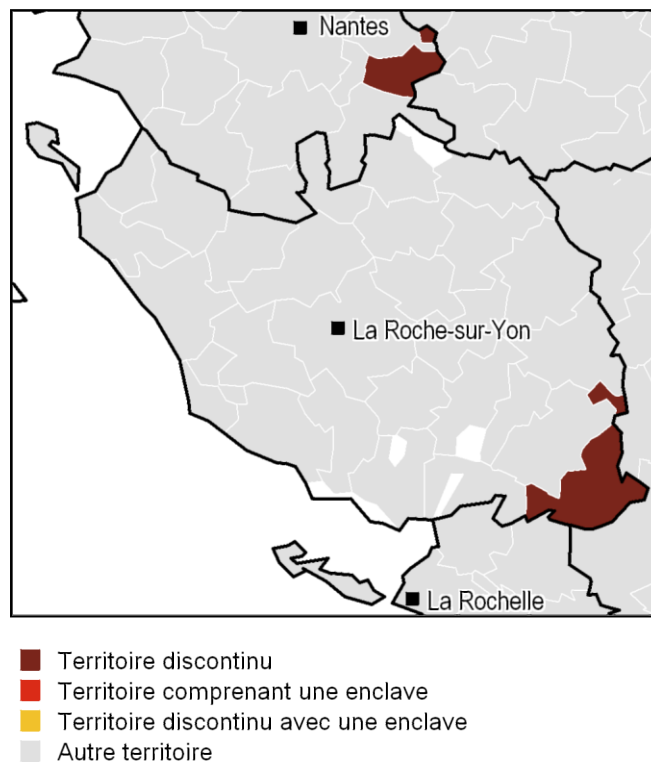 Nantes
La Roche-sur-Yon
La Rochelle
Territoire discontinu
Territoire comprenant une enclave
Territoire discontinu avec une enclave
Autre territoire